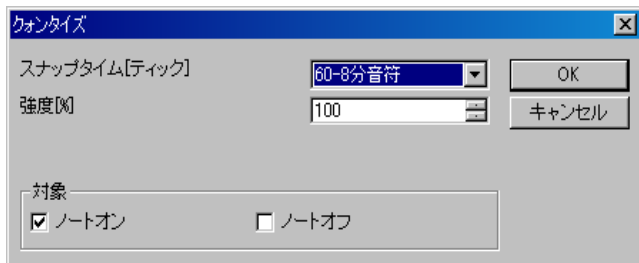 クォンタイズ
スナップタイム[ティック] 60-8分音符 OK
強度[%] 100 キャンセル
対象
ノートオン ノートオフ